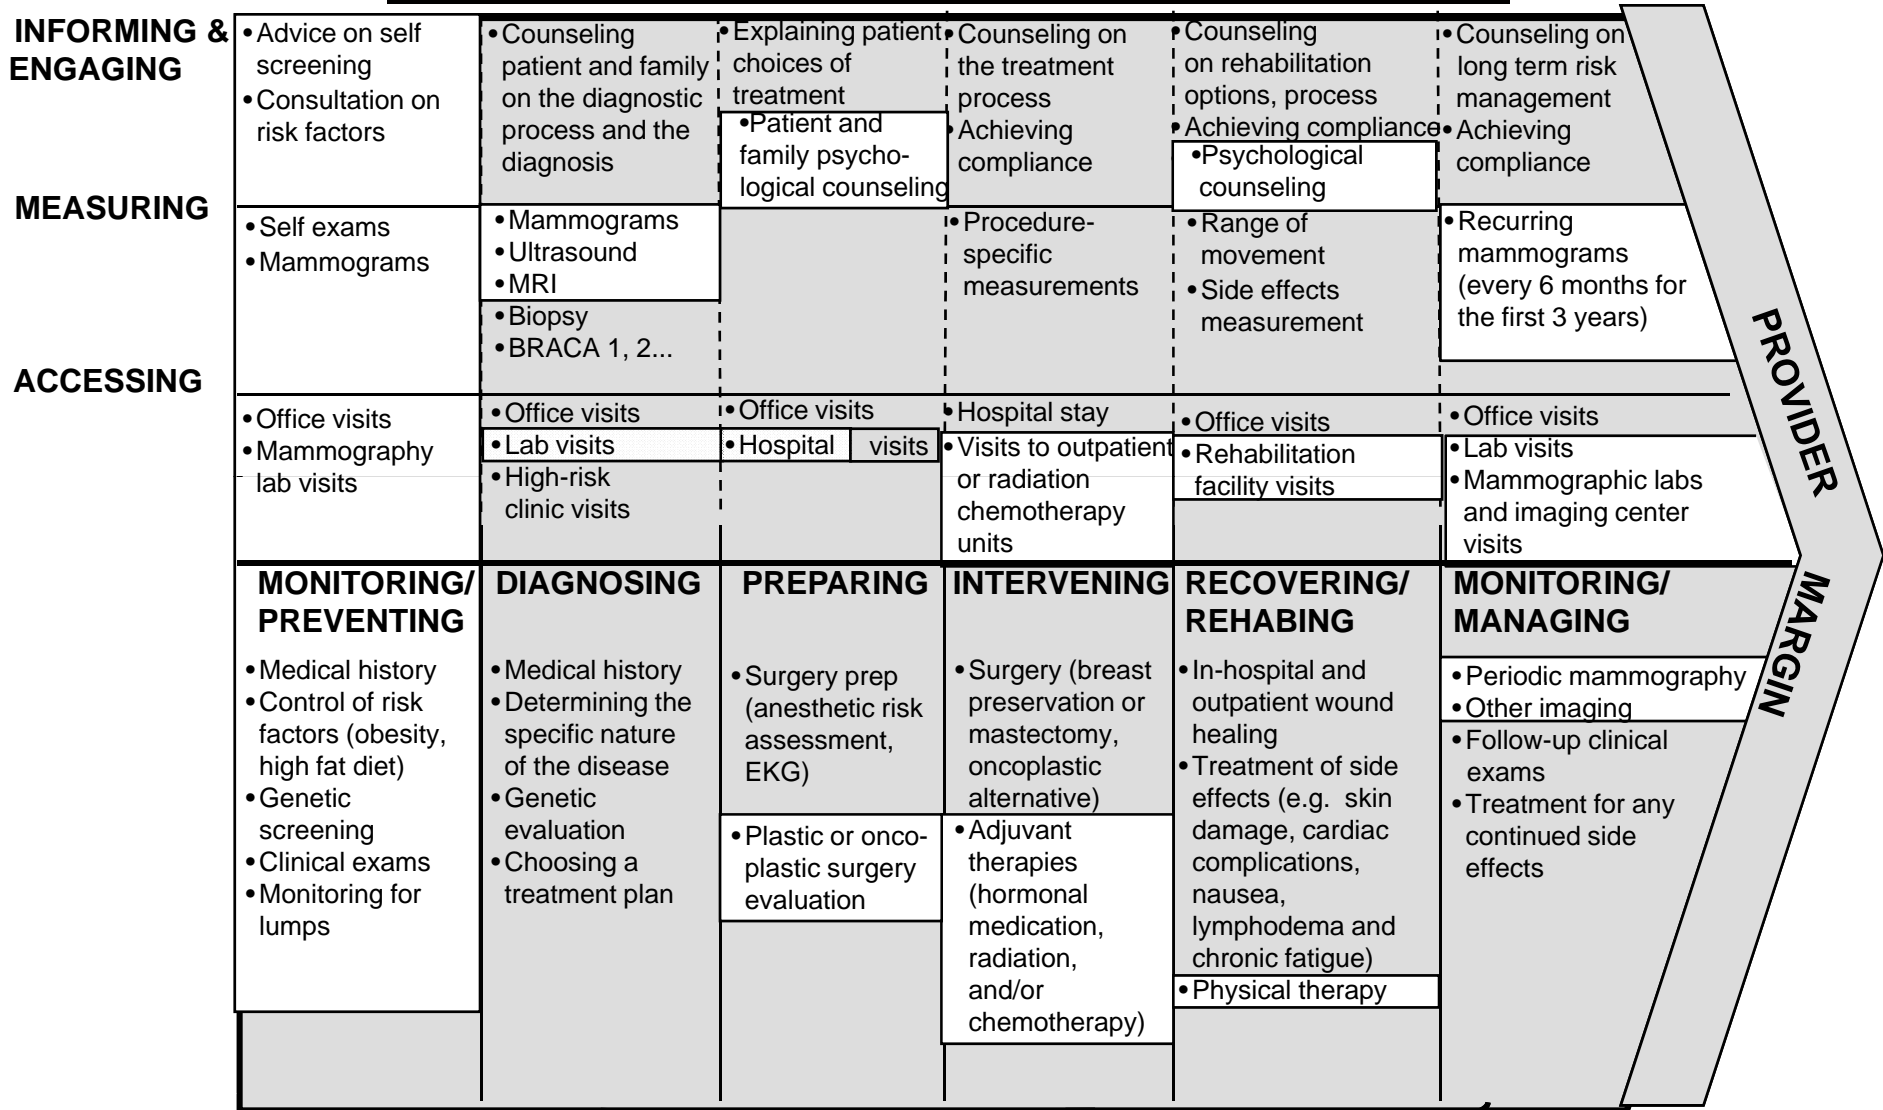 INFORMING &
ENGAGING
• Advice on self
screening
• Consultation on
risk factors
• Counseling
patient and family
on the diagnostic
process and the
diagnosis
• Explaining patient
choices of
treatment
• Patient and
family psycho-
logical counseling
• Counseling on
the treatment
process
• Achieving
compliance
• Counseling
on rehabilitation
options, process
• Achieving compliance
• Psychological
counseling
• Counseling on
long term risk
management
• Achieving
compliance
MEASURING
• Self exams
• Mammograms
• Mammograms
• Ultrasound
• MRI
• Biopsy
• BRACA 1, 2...
• Procedure-
specific
measurements
• Range of
movement
• Side effects
measurement
• Recurring
mammograms
(every 6 months for
the first 3 years)
ACCESSING
• Office visits
• Mammography
lab visits
• Office visits
• Lab visits
• High-risk
clinic visits
• Office visits
• Hospital visits
• Hospital stay
• Visits to outpatient
or radiation
chemotherapy
units
• Office visits
• Rehabilitation
facility visits
• Office visits
• Lab visits
• Mammographic labs
and imaging center
visits
MONITORING/
PREVENTING
• Medical history
• Control of risk
factors (obesity,
high fat diet)
• Genetic
screening
• Clinical exams
• Monitoring for
lumps
DIAGNOSING
• Medical history
• Determining the
specific nature
of the disease
• Genetic
evaluation
• Choosing a
treatment plan
PREPARING
• Surgery prep
(anesthetic risk
assessment,
EKG)
• Plastic or onco-
plastic surgery
evaluation
INTERVENING
• Surgery (breast
preservation or
mastectomy,
oncoplastic
alternative)
• Adjuvant
therapies
(hormonal
medication,
radiation,
and/or
chemotherapy)
RECOVERING/
REHABING
• In-hospital and
outpatient wound
healing
• Treatment of side
effects (e.g. skin
damage, cardiac
complications,
nausea,
lymphodema and
chronic fatigue)
• Physical therapy
MONITORING/
MANAGING
• Periodic mammography
• Other imaging
• Follow-up clinical
exams
• Treatment for any
continued side
effects
PROVIDER
MARGIN